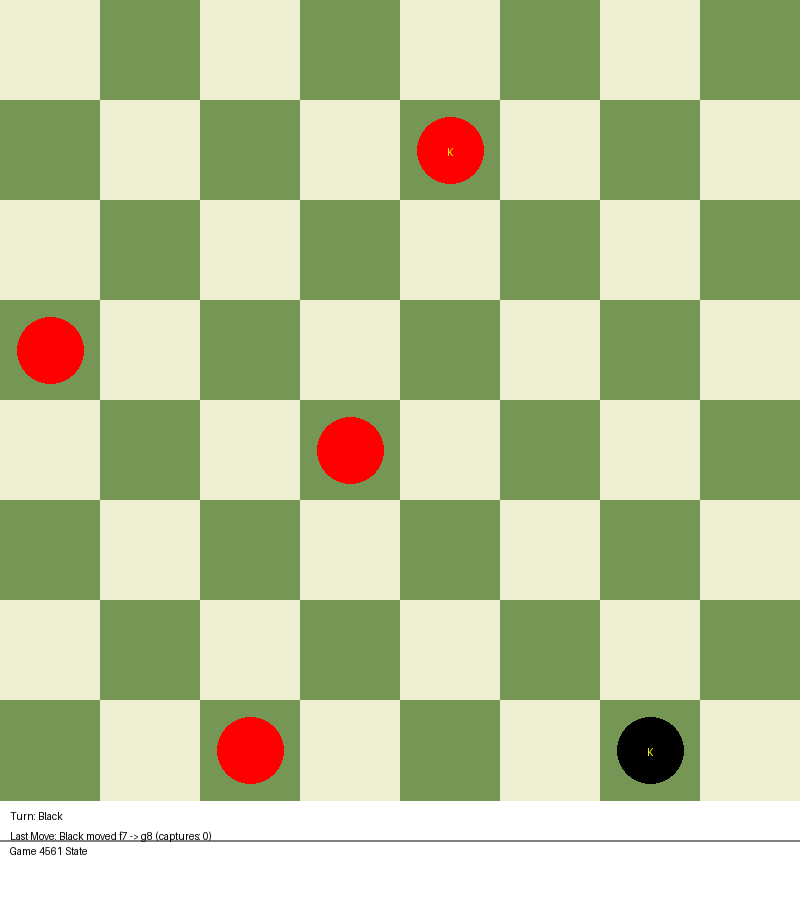 K
K
Turn: Black
Last Move: Black moved f7 -> g8 (captures: 0)
Game 4561 State